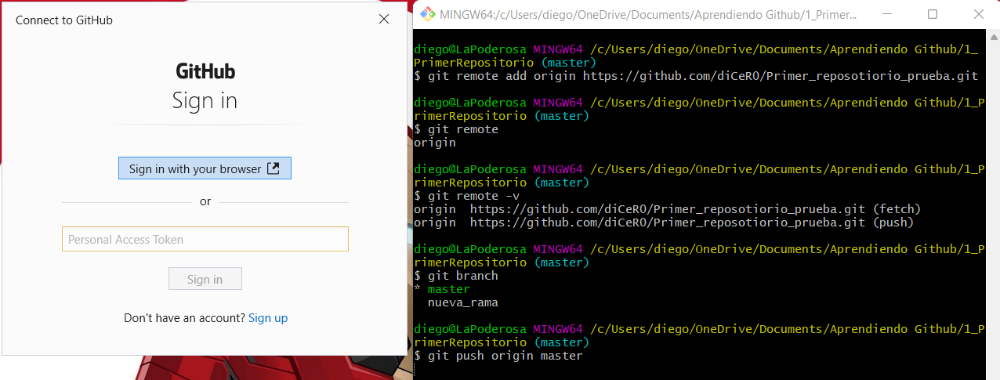 Connect to GitHub
GitHub
Sign in
Sign in with your browser
or
Personal Access Token
Sign in
Don't have an account? Sign up
MINGW64:/c/Users/diego/OneDrive/Documents/Aprendiendo Github/1_Primer...
diego@LaPoderosa MINGW64 /c/Users/diego/OneDrive/Documents/Aprendiendo Github/1_
PrimerRepositorio (master)
$ git remote add origin https://github.com/diCeR0/Primer_reposotiorio_prueba.git
diego@LaPoderosa MINGW64 /c/Users/diego/OneDrive/Documents/Aprendiendo Github/1_P
rimerRepositorio (master)
$ git remote
origin
diego@LaPoderosa MINGW64 /c/Users/diego/OneDrive/Documents/Aprendiendo Github/1_P
rimerRepositorio (master)
$ git remote -v
origin  https://github.com/diCeR0/Primer_reposotiorio_prueba.git (fetch)
origin  https://github.com/diCeR0/Primer_reposotiorio_prueba.git (push)
diego@LaPoderosa MINGW64 /c/Users/diego/OneDrive/Documents/Aprendiendo Github/1_P
rimerRepositorio (master)
$ git branch
* master
  nueva_rama
diego@LaPoderosa MINGW64 /c/Users/diego/OneDrive/Documents/Aprendiendo Github/1_P
rimerRepositorio (master)
$ git push origin master